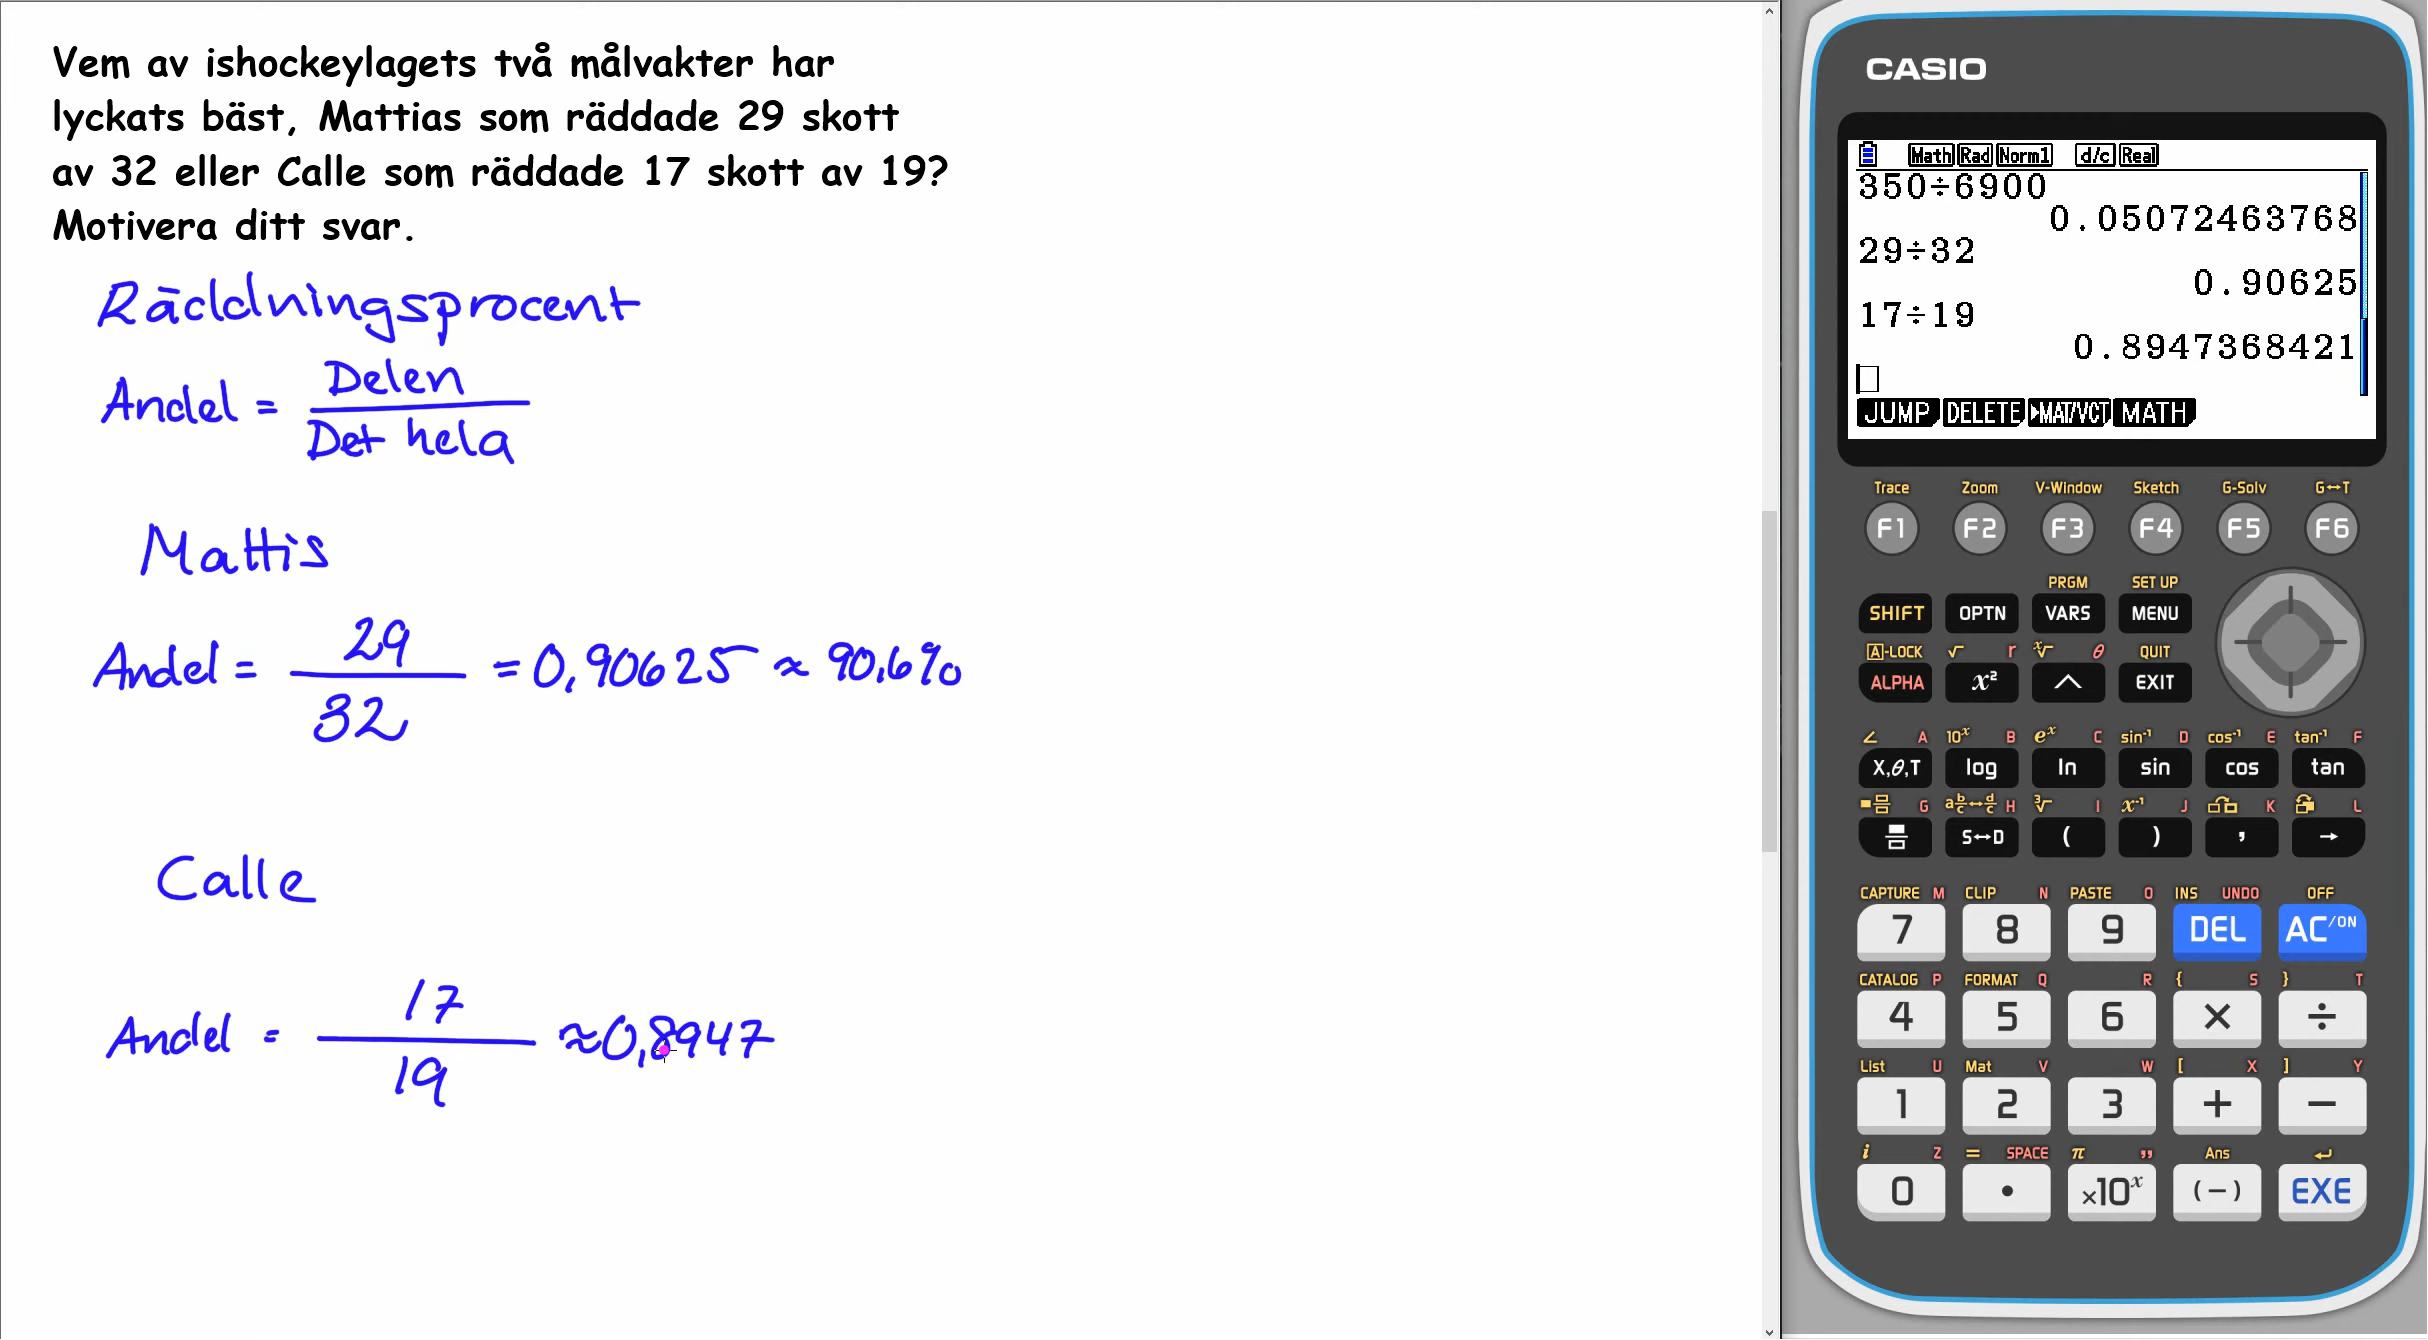 Vem av ishockeylagets två målvakter har
lyckats bäst, Mattias som räddade 29 skott
av 32 eller Calle som räddade 17 skott av 19?
Motivera ditt svar.
Räddningsprocent
Andel = Delen
Det hela
Mattis
Andel = 29
32
= 0,90625 ≈ 90,6%
Calle
Andel = 17
19
≈ 0,8947
CASIO
Math Rad Norm1 d/c Real
350÷6900
0.05072463768
29÷32
0.90625
17÷19
0.8947368421
JUMP DELETE ▶MAT/VCT MATH
Trace Zoom V-Window Sketch G-Solv G↔T
F1 F2 F3 F4 F5 F6
PRGM SET UP
SHIFT OPTN VARS MENU
A-LOCK √ r ˣ√ θ QUIT
ALPHA x² ^ EXIT
∠ A 10ˣ B eˣ C sin⁻¹ D cos⁻¹ E tan⁻¹ F
X,θ,T log ln sin cos tan
G a b/c ↔ d/c H ³√ I x⁻¹ J K L
S↔D ( ) , →
CAPTURE M CLIP N PASTE O INS UNDO OFF
7 8 9 DEL AC/ON
CATALOG P FORMAT Q R { S } T
4 5 6 × ÷
List U Mat V W [ X ] Y
1 2 3 + −
i Z = SPACE π " Ans ↵
0 • ×10ˣ (−) EXE